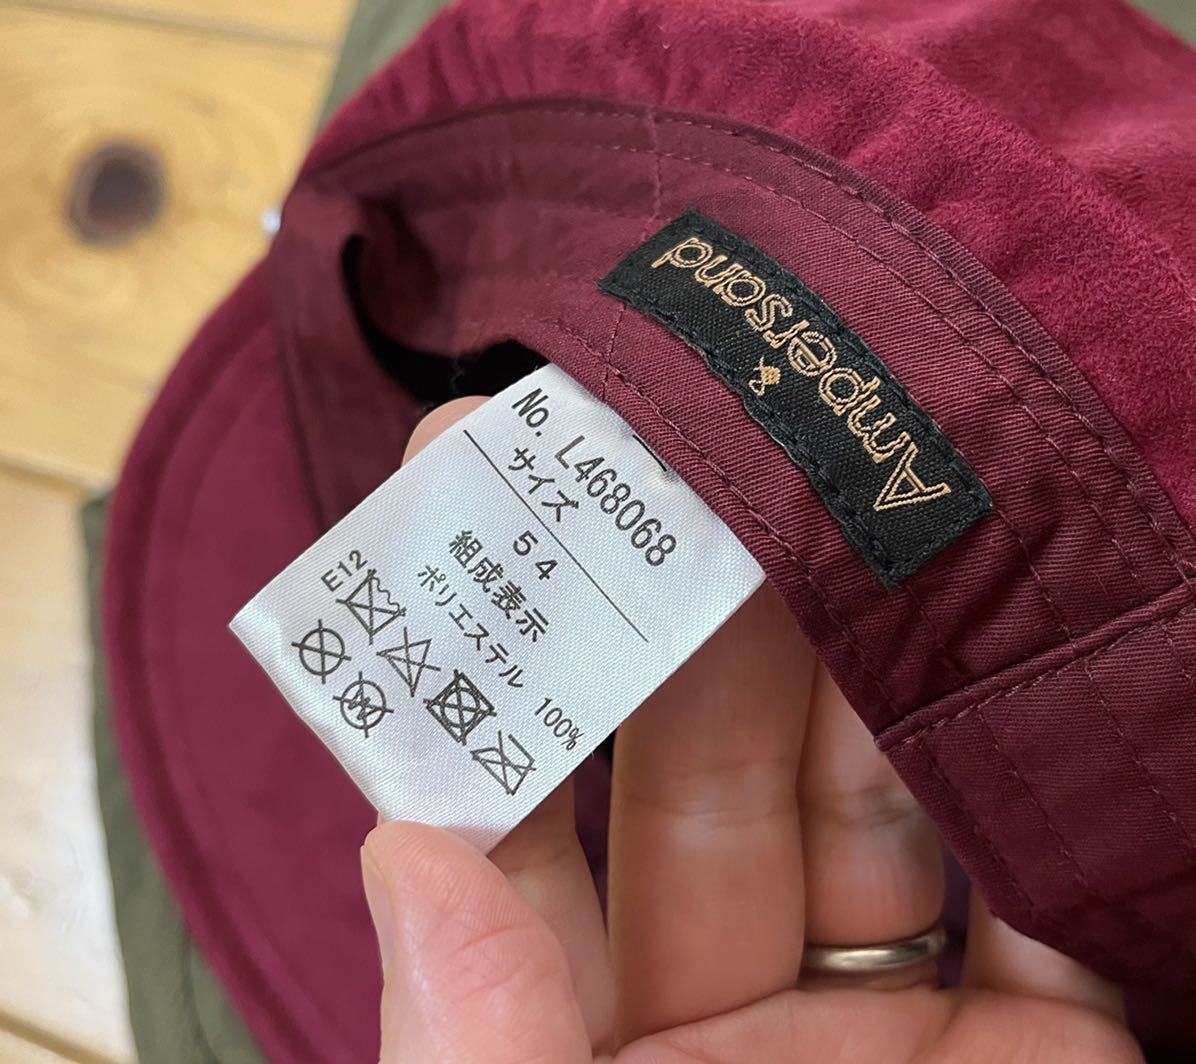 Ampersand
&
No. L468068
サイズ
54
組成表示
ポリエステル 100%
E12
W